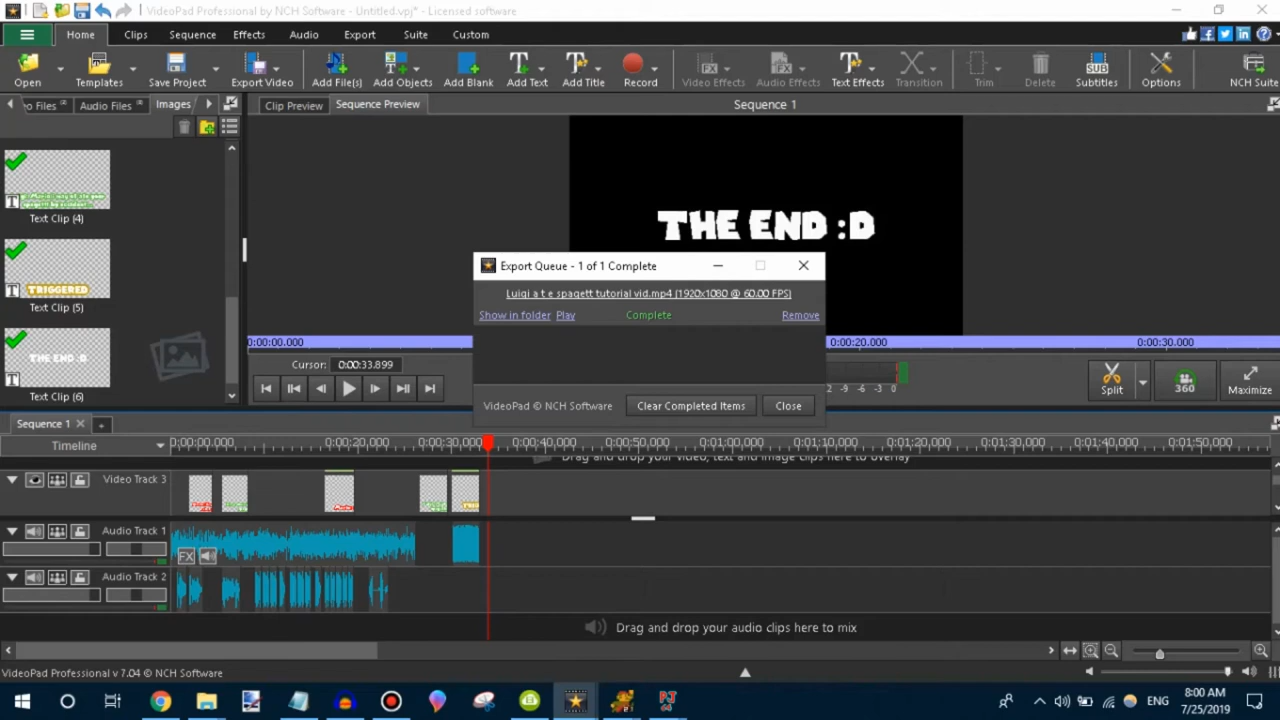 VideoPad Professional by NCH Software - Untitled.vpj* - Licensed software
Home Clips Sequence Effects Audio Export Suite Custom
Open Templates Save Project Export Video Add File(s) Add Objects Add Blank Add Text Add Title Record Video Effects Audio Effects Text Effects Transition Trim Delete Subtitles Options NCH Suite
Audio Files Images Clip Preview Sequence Preview Sequence 1
Text Clip (4)
TRIGGERED
Text Clip (5)
THE END :D
Text Clip (6)
THE END :D
Export Queue - 1 of 1 Complete
Luigi a t e spagett tutorial vid.mp4 (1920x1080 @ 60.00 FPS)
Show in folder Play Complete Remove
VideoPad © NCH Software Clear Completed Items Close
0:00:00.000 0:00:20.000 0:00:30.000
Cursor: 0:00:33.899
-9 -6 -3 0
Split 360 Maximize
Sequence 1
Timeline 0:00:00.000 0:00:20.000 0:00:30.000 0:00:40.000 0:00:50.000 0:01:00.000 0:01:10.000 0:01:20.000 0:01:30.000 0:01:40.000 0:01:50.000
Drag and drop your video, text and image clips here to overlay
Video Track 3
Audio Track 1
FX
Audio Track 2
Drag and drop your audio clips here to mix
VideoPad Professional v 7.04 © NCH Software
ENG 8:00 AM
7/25/2019